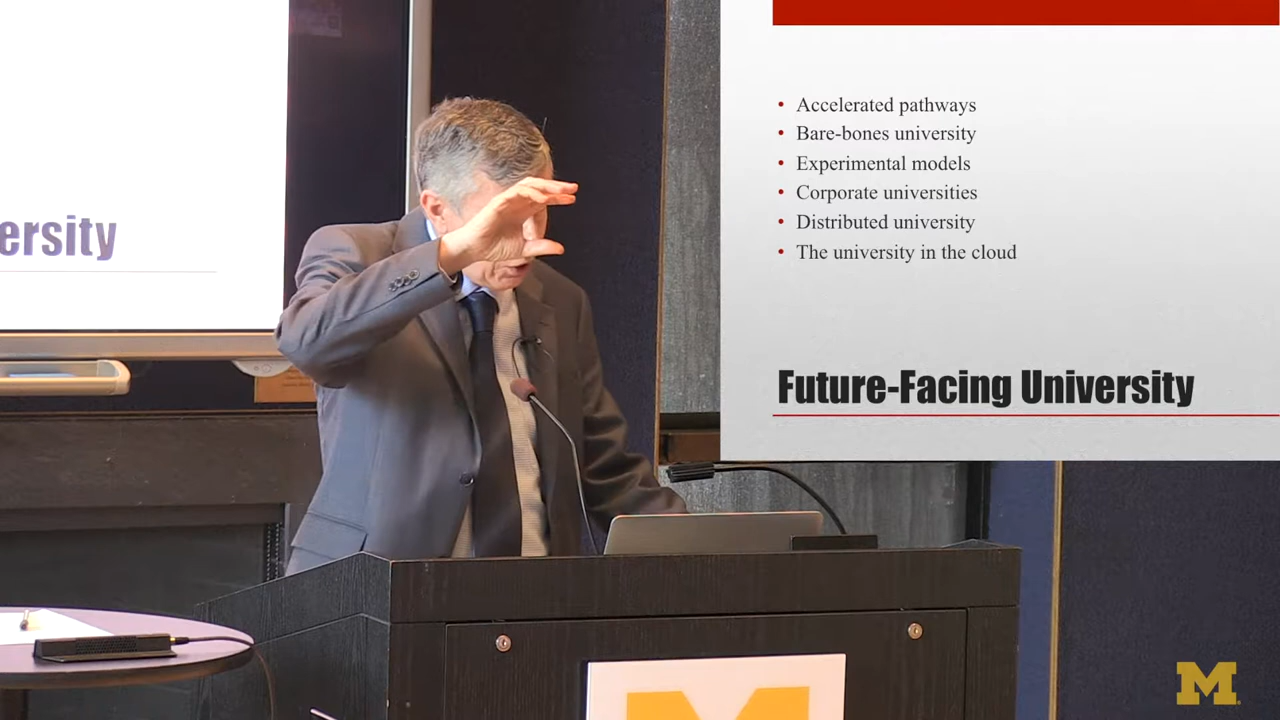 ersity
• Accelerated pathways
• Bare-bones university
• Experimental models
• Corporate universities
• Distributed university
• The university in the cloud
Future-Facing University
M
M